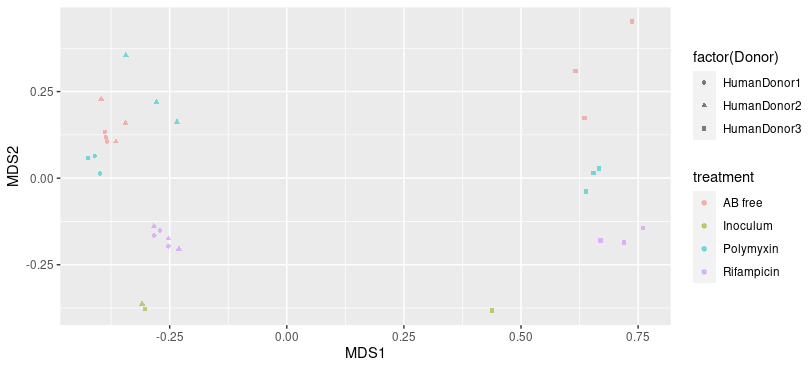 0.25
0.00
-0.25
MDS2
-0.25
0.00
0.25
0.50
0.75
MDS1
factor(Donor)
HumanDonor1
HumanDonor2
HumanDonor3
treatment
AB free
Inoculum
Polymyxin
Rifampicin